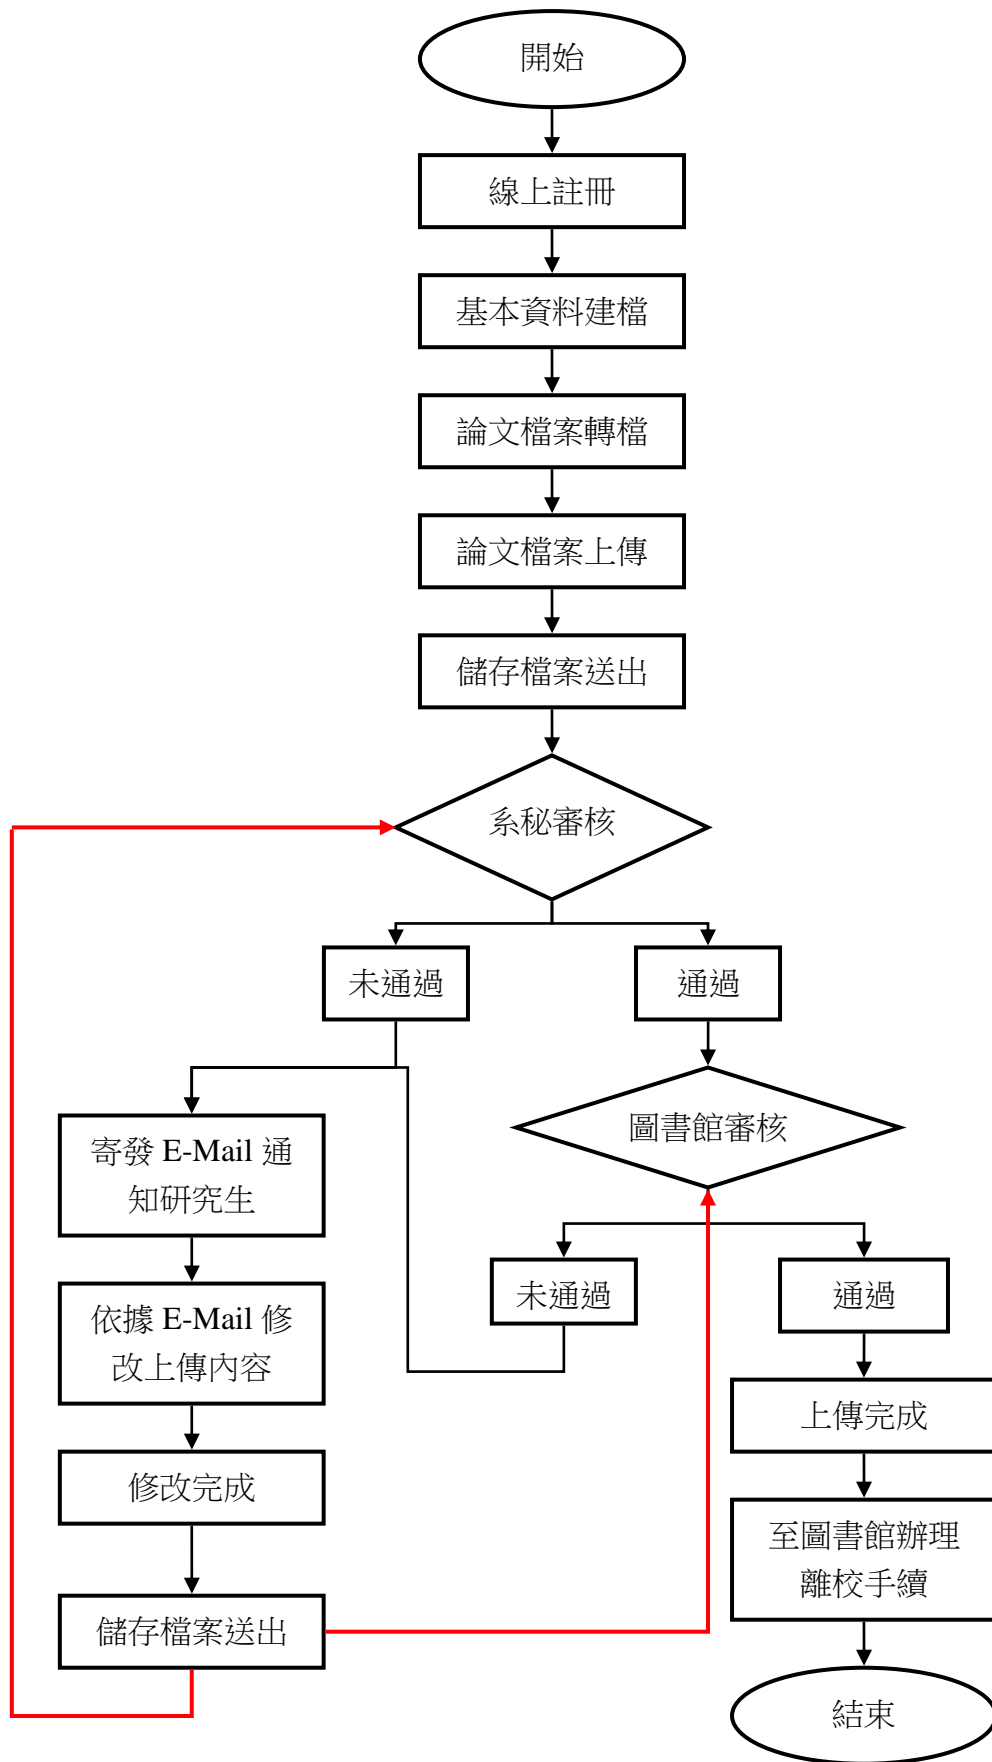 開始
線上註冊
基本資料建檔
論文檔案轉檔
論文檔案上傳
儲存檔案送出
系秘審核
未通過
通過
圖書館審核
寄發 E-Mail 通
知研究生
未通過
通過
依據 E-Mail 修
改上傳內容
上傳完成
修改完成
至圖書館辦理
離校手續
儲存檔案送出
結束